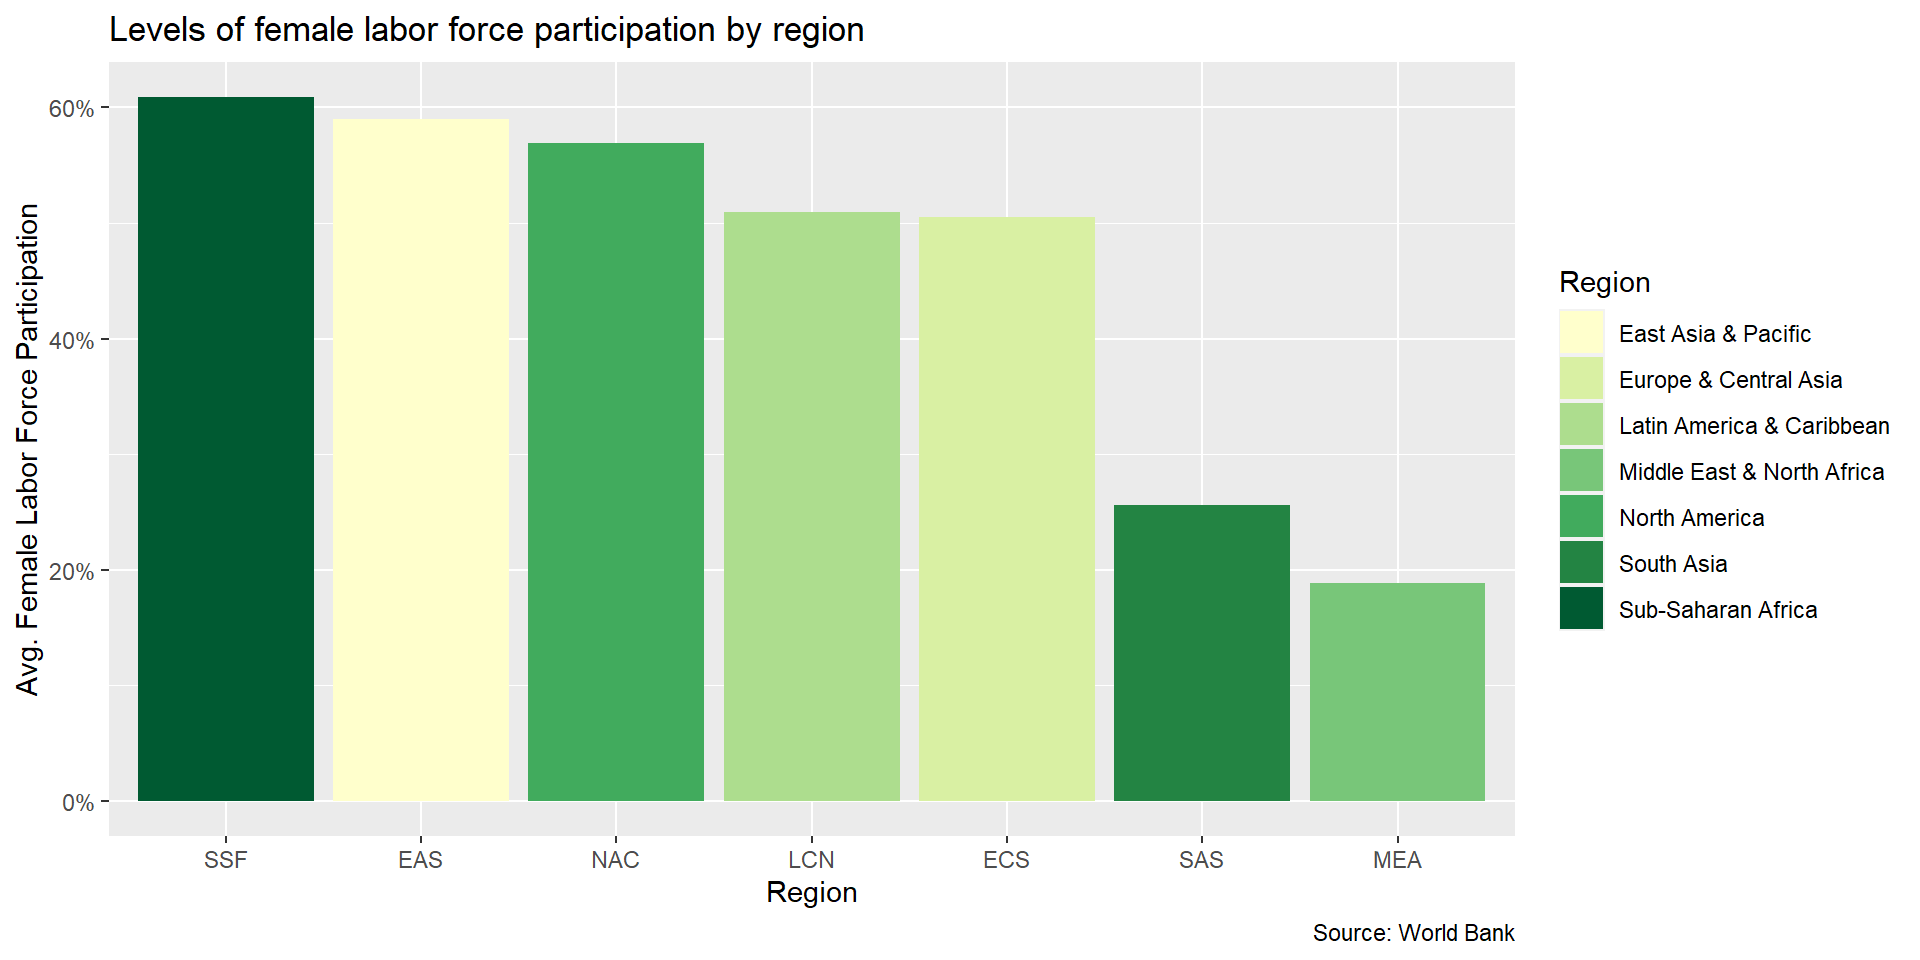 Levels of female labor force participation by region
Avg. Female Labor Force Participation
60%
40%
20%
0%
SSF
EAS
NAC
LCN
ECS
SAS
MEA
Region
Region
East Asia & Pacific
Europe & Central Asia
Latin America & Caribbean
Middle East & North Africa
North America
South Asia
Sub-Saharan Africa
Source: World Bank